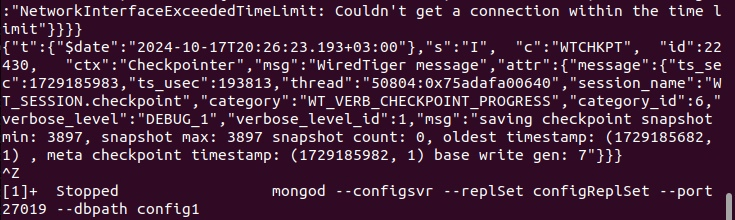 :"NetworkInterfaceExceededTimeLimit: Couldn't get a connection within the time l
imit"}}}}
{"t":{"$date":"2024-10-17T20:26:23.193+03:00"},"s":"I",  "c":"WTCHKPT",  "id":22
430,   "ctx":"Checkpointer","msg":"WiredTiger message","attr":{"message":{"ts_se
c":1729185983,"ts_usec":193813,"thread":"50804:0x75adafa00640","session_name":"W
T_SESSION.checkpoint","category":"WT_VERB_CHECKPOINT_PROGRESS","category_id":6,"
verbose_level":"DEBUG_1","verbose_level_id":1,"msg":"saving checkpoint snapshot 
min: 3897, snapshot max: 3897 snapshot count: 0, oldest timestamp: (1729185682, 
1) , meta checkpoint timestamp: (1729185982, 1) base write gen: 7"}}}
^Z
[1]+  Stopped                 mongod --configsvr --replSet configReplSet --port 
27019 --dbpath config1